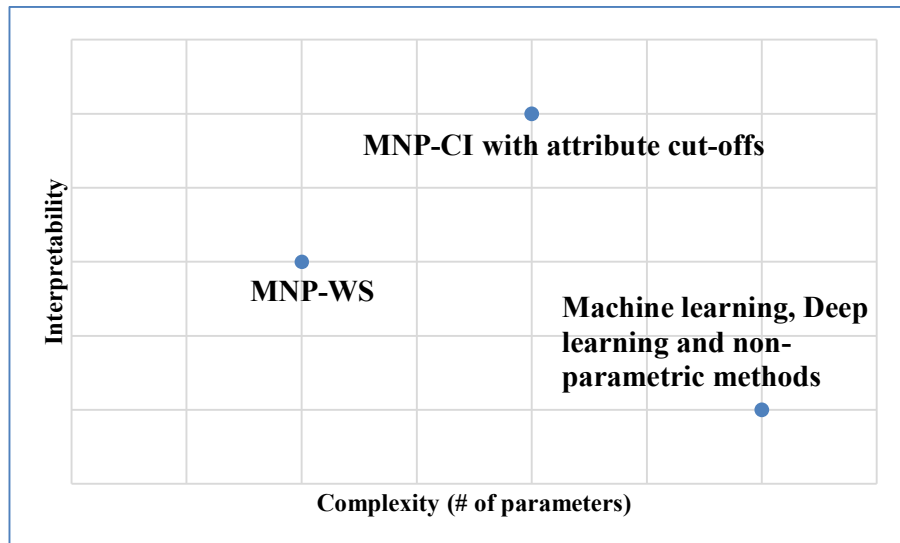 MNP-CI with attribute cut-offs
Interpretability
MNP-WS
Machine learning, Deep
learning and non-
parametric methods
Complexity (# of parameters)